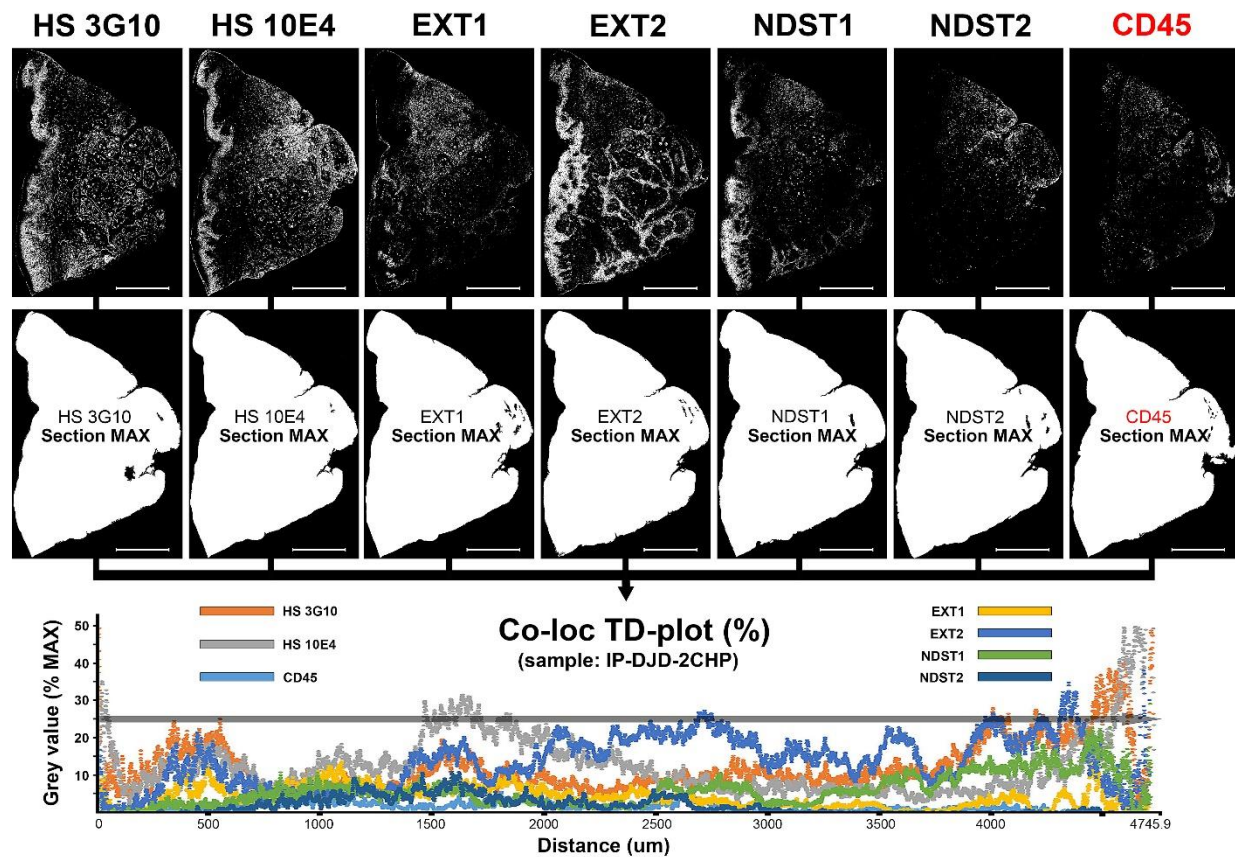 HS 3G10 HS 10E4 EXT1 EXT2 NDST1 NDST2 CD45
HS 3G10 HS 10E4 EXT1 EXT2 NDST1 NDST2 CD45
Section MAX Section MAX Section MAX Section MAX Section MAX Section MAX Section MAX
HS 3G10
HS 10E4
CD45
Co-loc TD-plot (%)
(sample: IP-DJD-2CHP)
EXT1
EXT2
NDST1
NDST2
Grey value (% MAX)
50
40
30
20
10
0 500 1000 1500 2000 2500 3000 3500 4000 4745.9
Distance (um)